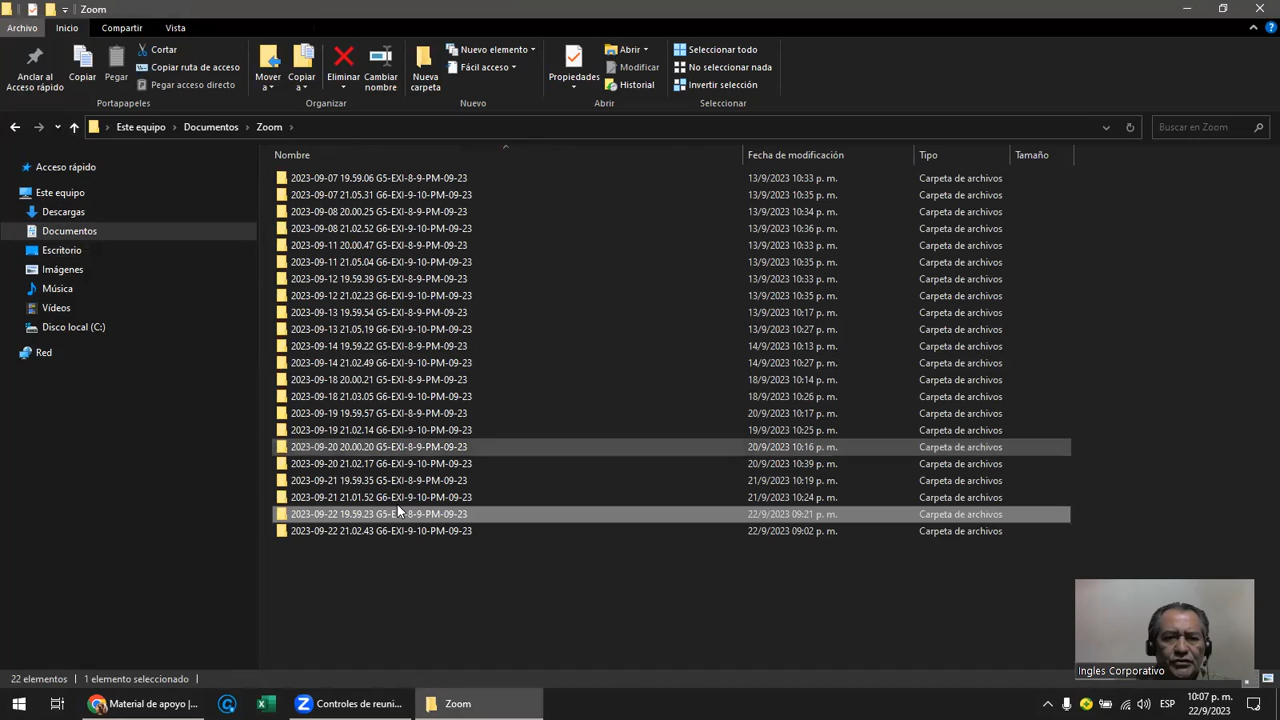 Zoom
Archivo Inicio Compartir Vista
Anclar al Acceso rápido
Copiar
Pegar
Cortar
Copiar ruta de acceso
Pegar acceso directo
Portapapeles
Mover a
Copiar a
Eliminar
Cambiar nombre
Organizar
Nueva carpeta
Nuevo elemento
Fácil acceso
Nuevo
Propiedades
Abrir
Modificar
Historial
Abrir
Seleccionar todo
No seleccionar nada
Invertir selección
Seleccionar
Este equipo > Documentos > Zoom >
Buscar en Zoom
Acceso rápido
Este equipo
Descargas
Documentos
Escritorio
Imágenes
Música
Vídeos
Disco local (C:)
Red
Nombre Fecha de modificación Tipo Tamaño
2023-09-07 19.59.06 G5-EXI-8-9-PM-09-23 13/9/2023 10:33 p. m. Carpeta de archivos
2023-09-07 21.05.31 G6-EXI-9-10-PM-09-23 13/9/2023 10:35 p. m. Carpeta de archivos
2023-09-08 20.00.25 G5-EXI-8-9-PM-09-23 13/9/2023 10:34 p. m. Carpeta de archivos
2023-09-08 21.02.52 G6-EXI-9-10-PM-09-23 13/9/2023 10:36 p. m. Carpeta de archivos
2023-09-11 20.00.47 G5-EXI-8-9-PM-09-23 13/9/2023 10:33 p. m. Carpeta de archivos
2023-09-11 21.05.04 G6-EXI-9-10-PM-09-23 13/9/2023 10:35 p. m. Carpeta de archivos
2023-09-12 19.59.39 G5-EXI-8-9-PM-09-23 13/9/2023 10:33 p. m. Carpeta de archivos
2023-09-12 21.02.23 G6-EXI-9-10-PM-09-23 13/9/2023 10:35 p. m. Carpeta de archivos
2023-09-13 19.59.54 G5-EXI-8-9-PM-09-23 13/9/2023 10:17 p. m. Carpeta de archivos
2023-09-13 21.05.19 G6-EXI-9-10-PM-09-23 13/9/2023 10:27 p. m. Carpeta de archivos
2023-09-14 19.59.22 G5-EXI-8-9-PM-09-23 14/9/2023 10:13 p. m. Carpeta de archivos
2023-09-14 21.02.49 G6-EXI-9-10-PM-09-23 14/9/2023 10:27 p. m. Carpeta de archivos
2023-09-18 20.00.21 G5-EXI-8-9-PM-09-23 18/9/2023 10:14 p. m. Carpeta de archivos
2023-09-18 21.03.05 G6-EXI-9-10-PM-09-23 18/9/2023 10:26 p. m. Carpeta de archivos
2023-09-19 19.59.57 G5-EXI-8-9-PM-09-23 20/9/2023 10:17 p. m. Carpeta de archivos
2023-09-19 21.02.14 G6-EXI-9-10-PM-09-23 19/9/2023 10:25 p. m. Carpeta de archivos
2023-09-20 20.00.20 G5-EXI-8-9-PM-09-23 20/9/2023 10:16 p. m. Carpeta de archivos
2023-09-20 21.02.17 G6-EXI-9-10-PM-09-23 20/9/2023 10:39 p. m. Carpeta de archivos
2023-09-21 19.59.35 G5-EXI-8-9-PM-09-23 21/9/2023 10:19 p. m. Carpeta de archivos
2023-09-21 21.01.52 G6-EXI-9-10-PM-09-23 21/9/2023 10:24 p. m. Carpeta de archivos
2023-09-22 19.59.23 G5-EXI-8-9-PM-09-23 22/9/2023 09:21 p. m. Carpeta de archivos
2023-09-22 21.02.43 G6-EXI-9-10-PM-09-23 22/9/2023 09:02 p. m. Carpeta de archivos
Ingles Corporativo
22 elementos 1 elemento seleccionado
Material de apoyo |...
Controles de reuni...
Zoom
ESP
10:07 p. m.
22/9/2023